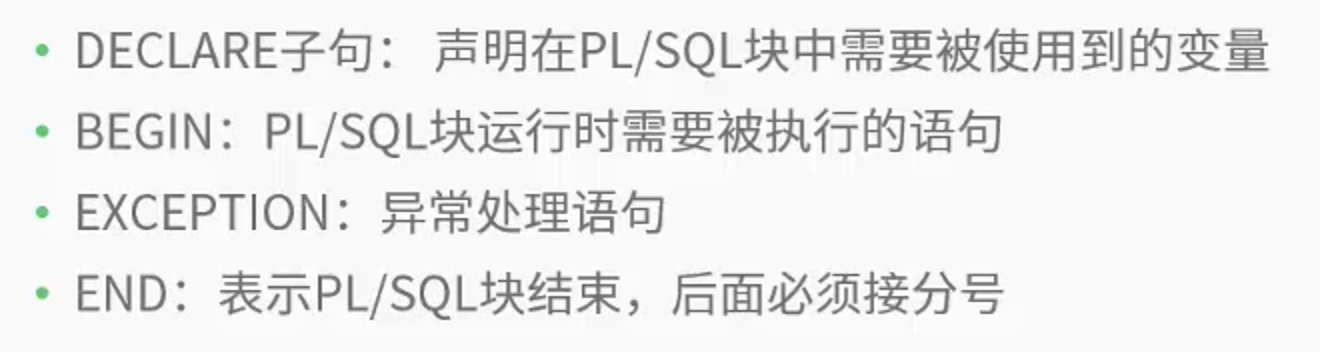 • DECLARE子句： 声明在PL/SQL块中需要被使用到的变量
• BEGIN：PL/SQL块运行时需要被执行的语句
• EXCEPTION：异常处理语句
• END：表示PL/SQL块结束，后面必须接分号